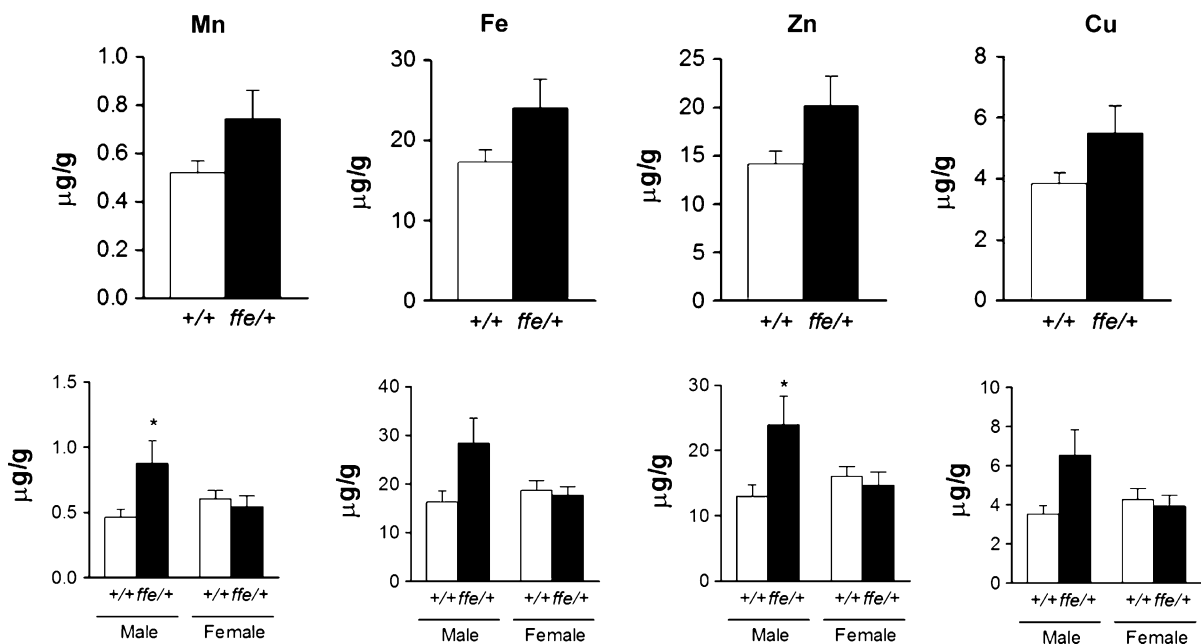 Mn Fe Zn Cu
1.0
0.8
0.6
0.4
0.2
0.0
µg/g
+/+ ffe/+
30
20
10
0
µg/g
+/+ ffe/+
25
20
15
10
5
0
µg/g
+/+ ffe/+
8
6
4
2
0
µg/g
+/+ ffe/+
1.5
1.0
0.5
0.0
µg/g
*
+/+ ffe/+ +/+ ffe/+
Male Female
40
30
20
10
0
µg/g
+/+ ffe/+ +/+ ffe/+
Male Female
30
20
10
0
µg/g
*
+/+ ffe/+ +/+ ffe/+
Male Female
10
8
6
4
2
0
µg/g
+/+ ffe/+ +/+ ffe/+
Male Female